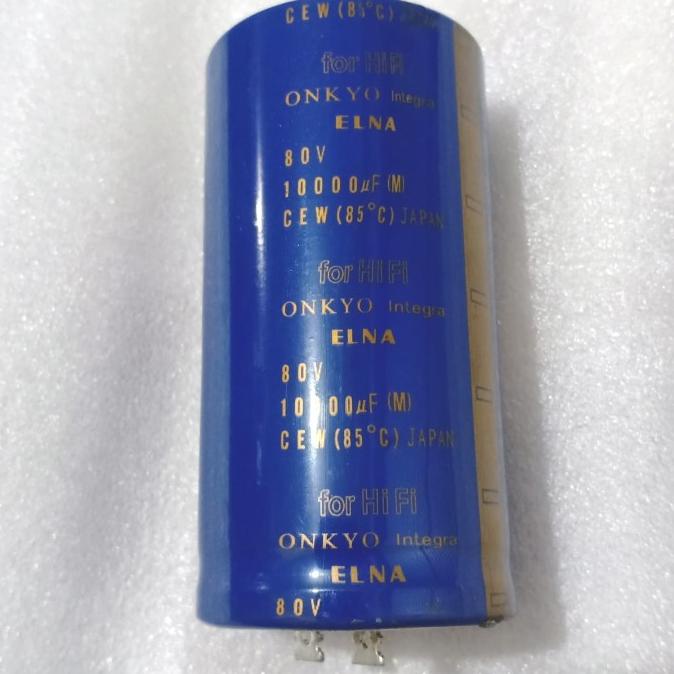 CEW (85°C) JAPAN
for HiFi
ONKYO Integra
ELNA
80V
10000µF (M)
CEW (85°C) JAPAN
for HiFi
ONKYO Integra
ELNA
80V
10000µF (M)
CEW (85°C) JAPAN
for HiFi
ONKYO Integra
ELNA
80V